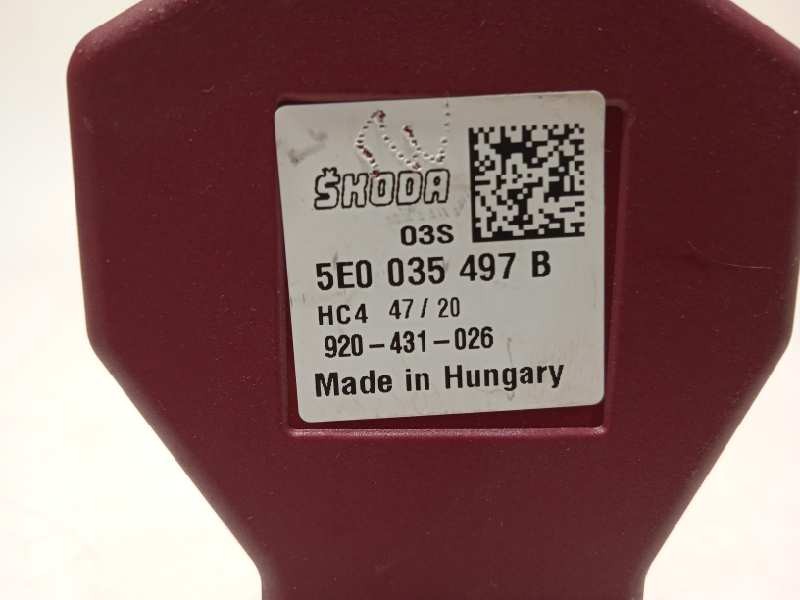 ŠKODA
03S
5E0 035 497 B
HC4 47/20
920-431-026
Made in Hungary